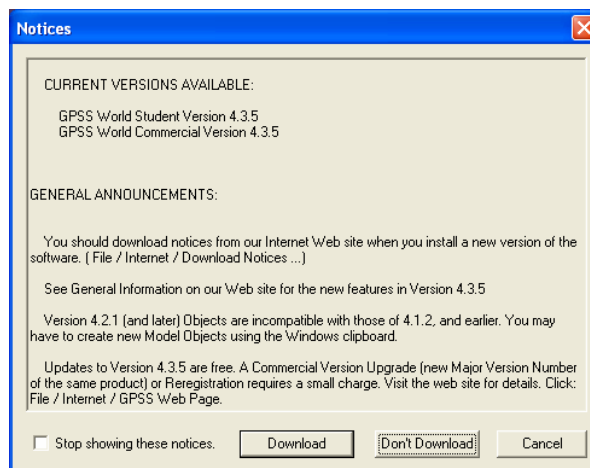 Notices
CURRENT VERSIONS AVAILABLE:
GPSS World Student Version 4.3.5
GPSS World Commercial Version 4.3.5
GENERAL ANNOUNCEMENTS:
You should download notices from our Internet Web site when you install a new version of the
software. ( File / Internet / Download Notices ...)
See General Information on our Web site for the new features in Version 4.3.5
Version 4.2.1 (and later) Objects are incompatible with those of 4.1.2, and earlier. You may
have to create new Model Objects using the Windows clipboard.
Updates to Version 4.3.5 are free. A Commercial Version Upgrade (new Major Version Number
of the same product) or Reregistration requires a small charge. Visit the web site for details. Click:
File / Internet / GPSS Web Page.
Stop showing these notices. Download Don't Download Cancel